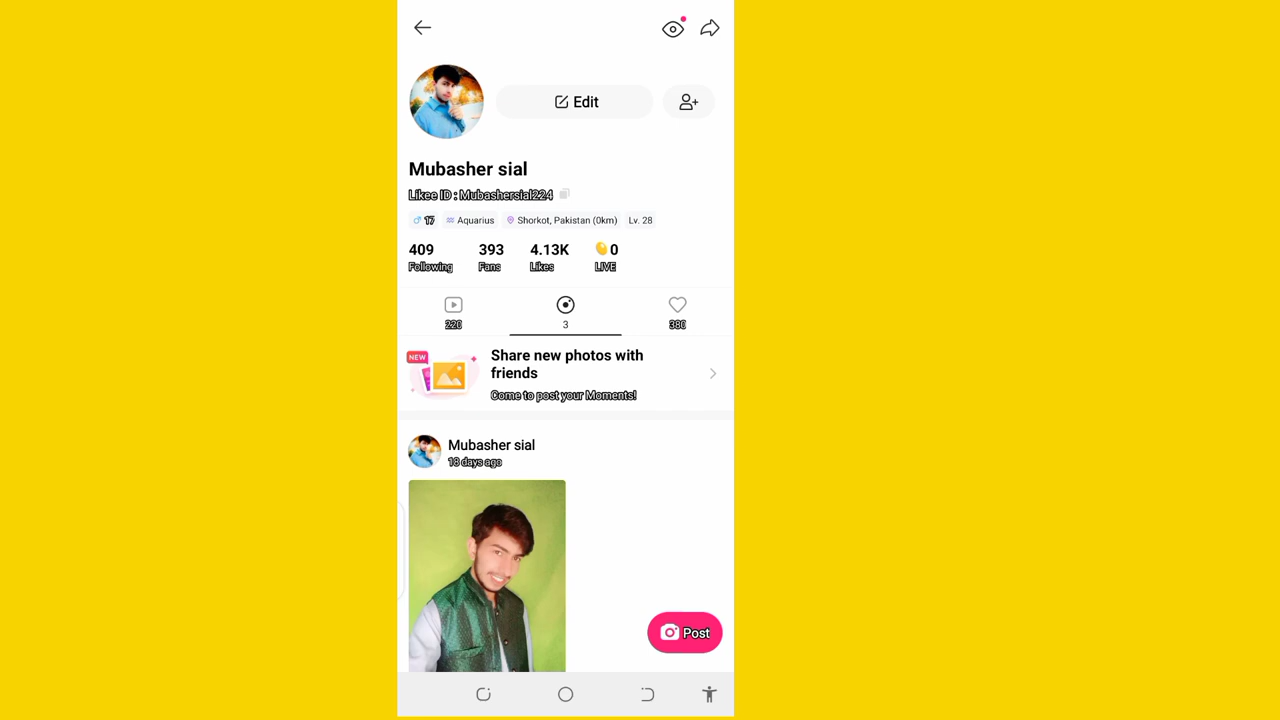 Edit
Mubasher sial
Likee ID : Mubashersial224
17 Aquarius Shorkot, Pakistan (0km) Lv. 28
409 393 4.13K 0
Following Fans Likes LIVE
220 3 380
NEW
Share new photos with
friends
Come to post your Moments!
Mubasher sial
18 days ago
Post